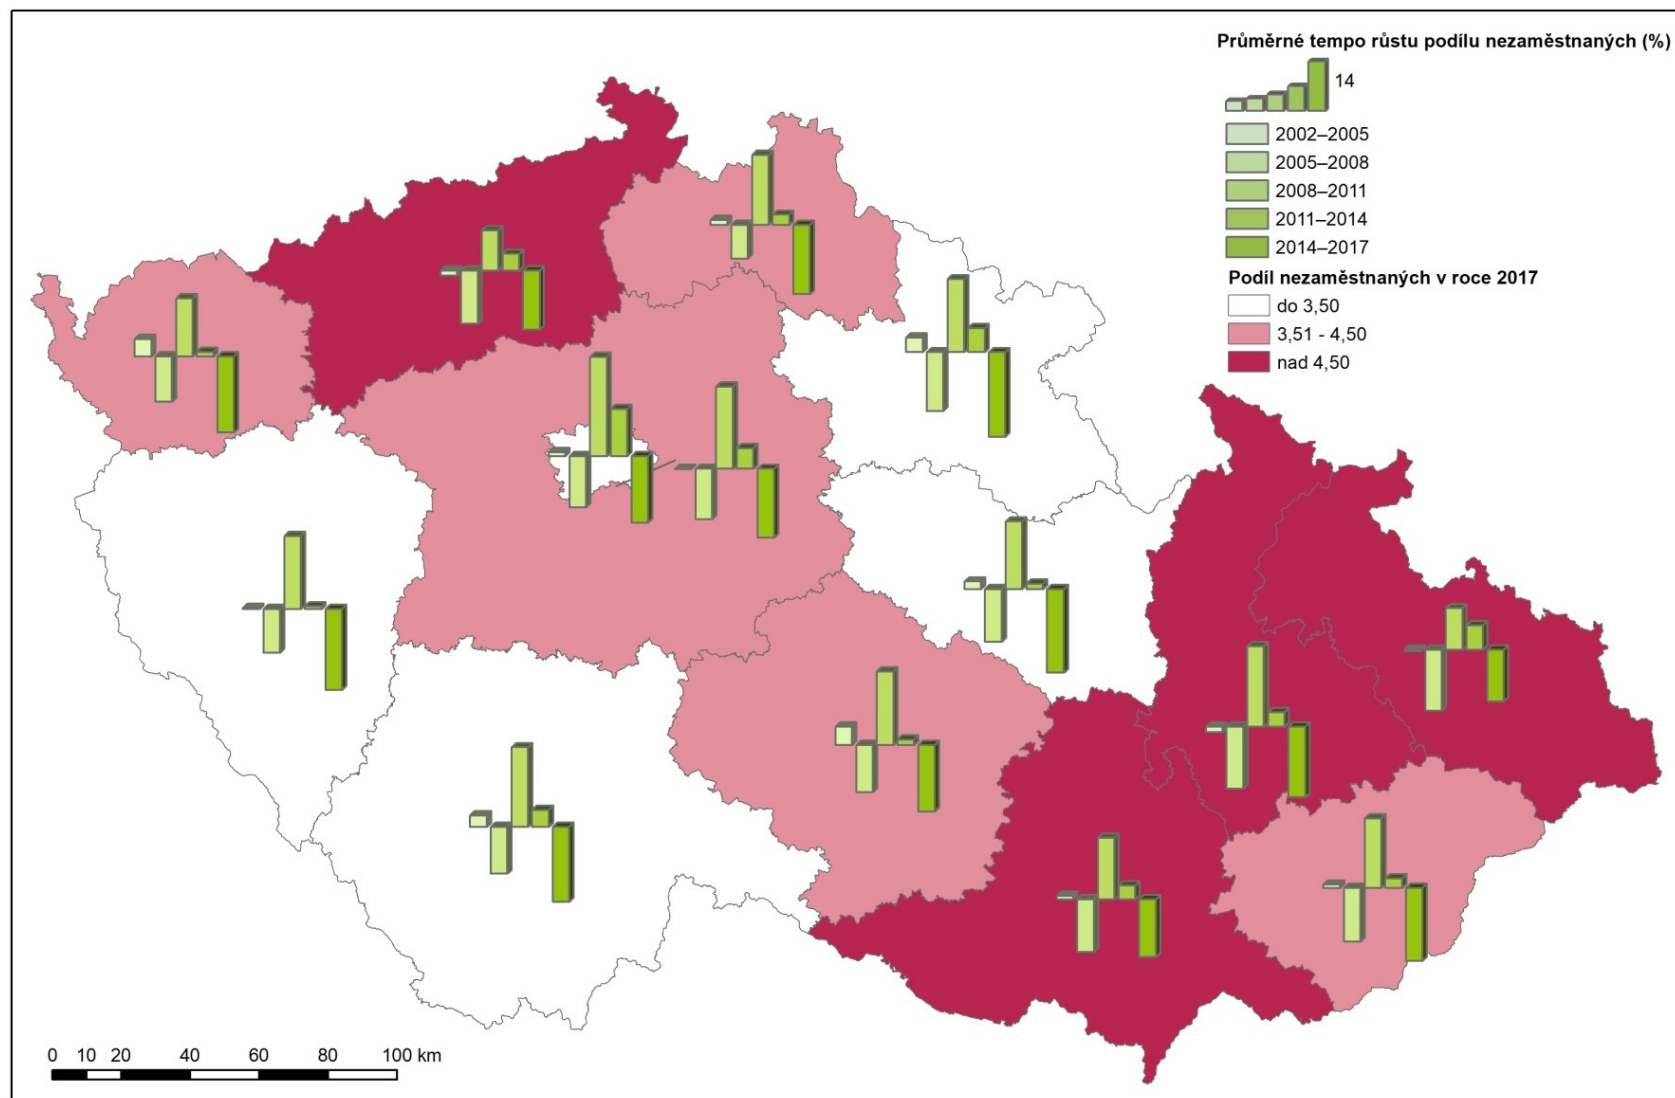 Průměrné tempo růstu podílu nezaměstnaných (%)
14
2002–2005
2005–2008
2008–2011
2011–2014
2014–2017
Podíl nezaměstnaných v roce 2017
do 3,50
3,51 - 4,50
nad 4,50
0 10 20 40 60 80 100 km